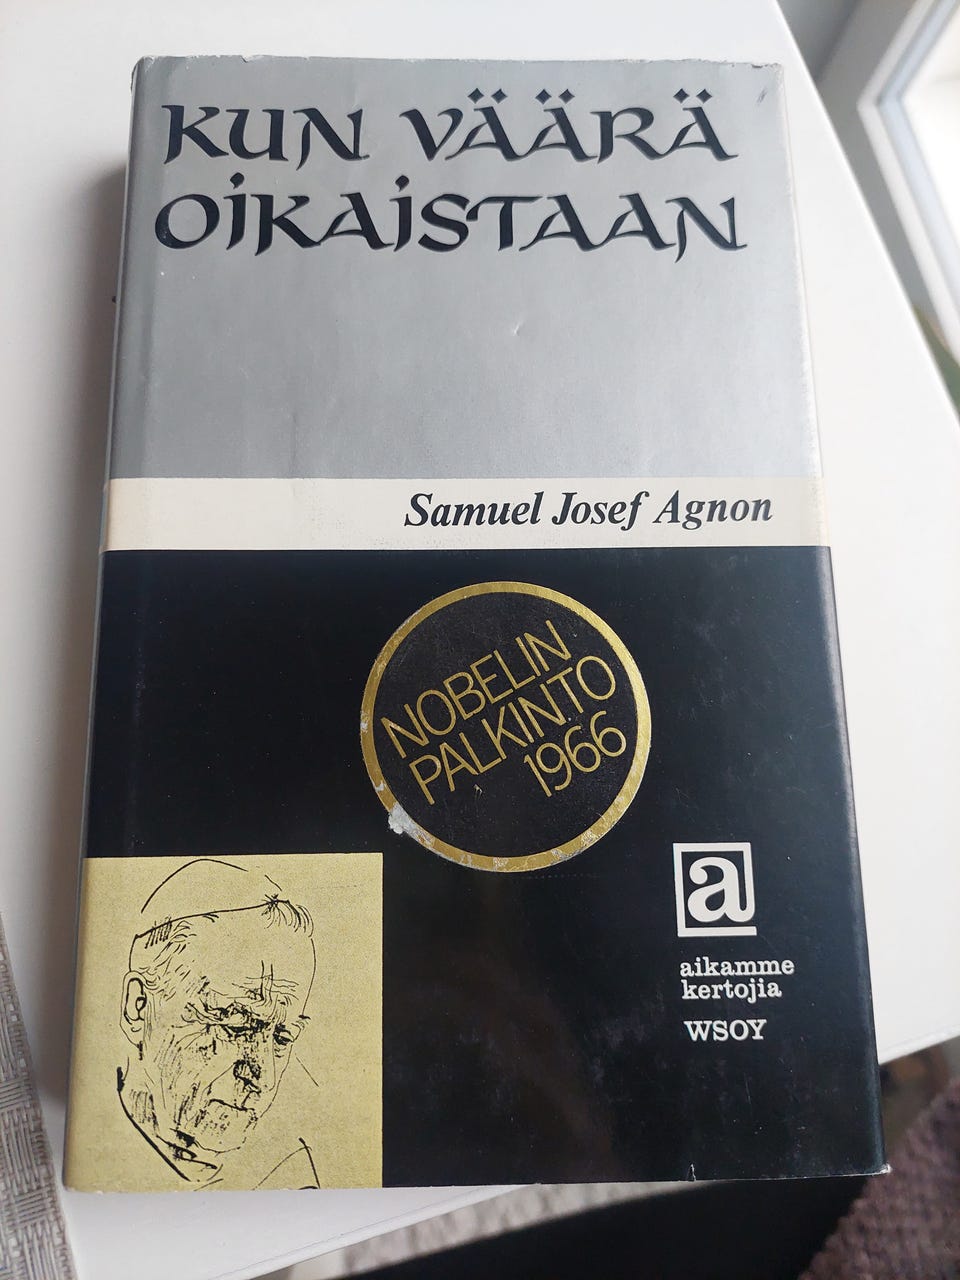 KUN VÄÄRÄ
OIKAISTAAN
Samuel Josef Agnon
NOBELIN
PALKINTO
1966
a
aikamme
kertojia
WSOY